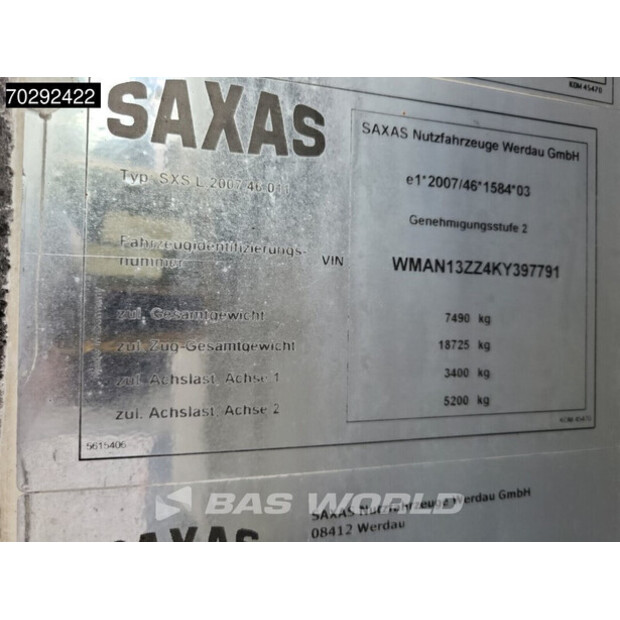 KOM 45470
70292422
SAXAS
SAXAS Nutzfahrzeuge Werdau GmbH
Typ SXS L 2007/46 011
e1*2007/46*1584*03
Genehmigungsstufe 2
Fahrzeugidentifizierungs-
nummer VIN WMAN13ZZ4KY397791
zul. Gesamtgewicht 7490 kg
zul. Zug-Gesamtgewicht 18725 kg
zul. Achslast, Achse 1 3400 kg
zul. Achslast, Achse 2 5200 kg
5615406 KOM 45470
BAS WORLD
SAXAS Nutzfahrzeuge Werdau GmbH
08412 Werdau
SAXAS